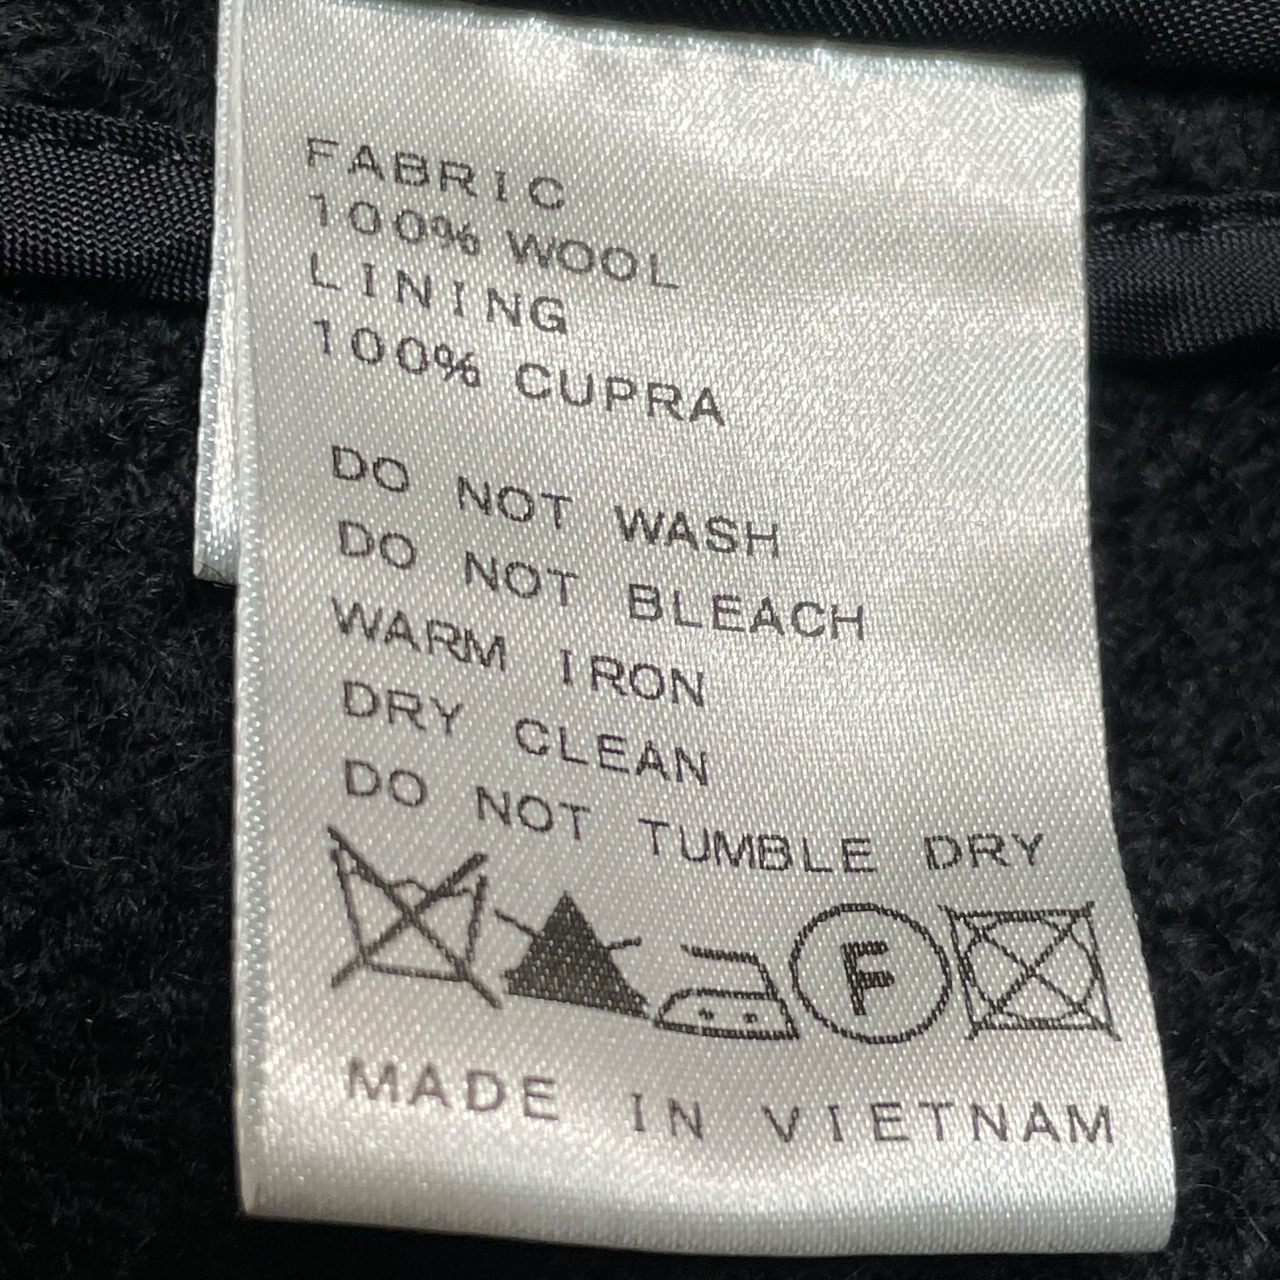 FABRIC
100% WOOL
LINING
100% CUPRA
DO NOT WASH
DO NOT BLEACH
WARM IRON
DRY CLEAN
DO NOT TUMBLE DRY
F
MADE IN VIETNAM